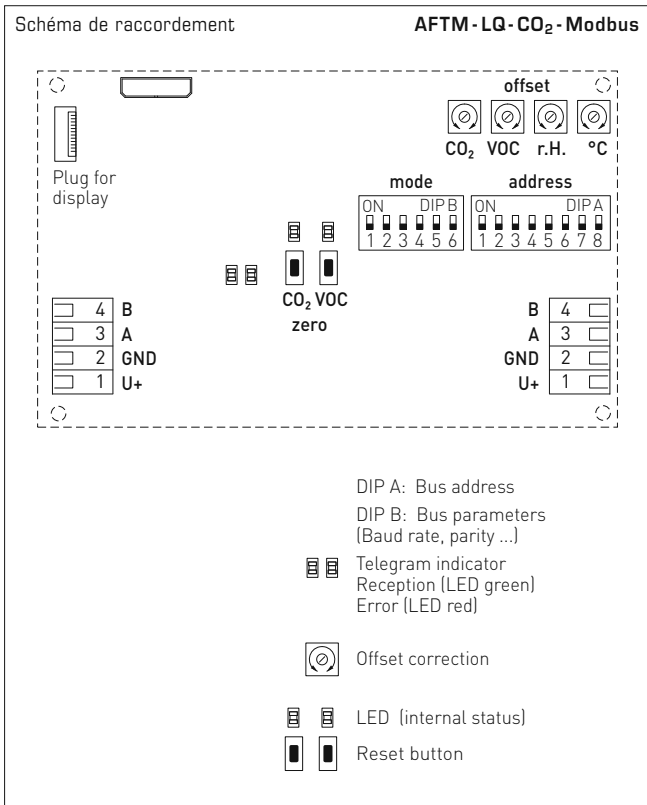 Schéma de raccordement
AFTM-LQ-CO₂-Modbus
offset
CO₂ VOC r.H. °C
Plug for
display
mode
address
ON DIP B
1 2 3 4 5 6
ON DIP A
1 2 3 4 5 6 7 8
CO₂ VOC
zero
4 B
3 A
2 GND
1 U+
B 4
A 3
GND 2
U+ 1
DIP A: Bus address
DIP B: Bus parameters
(Baud rate, parity ...)
Telegram indicator
Reception (LED green)
Error (LED red)
Offset correction
LED (internal status)
Reset button